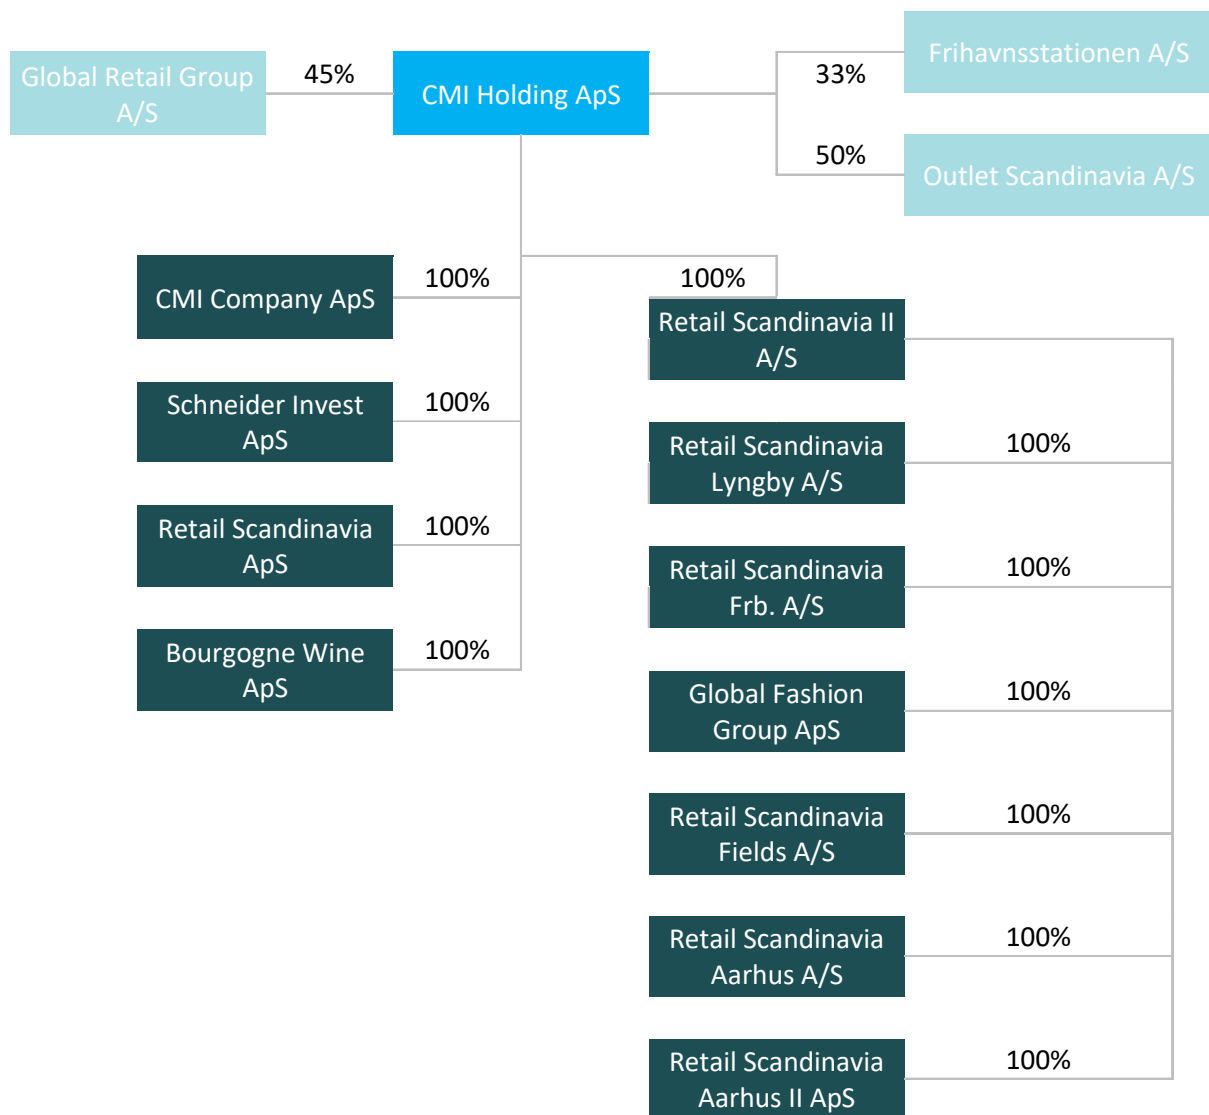 Global Retail Group
A/S
45%
CMI Holding ApS
33%
Frihavnsstationen A/S
50%
Outlet Scandinavia A/S
CMI Company ApS
100%
Schneider Invest
ApS
100%
Retail Scandinavia
ApS
100%
Bourgogne Wine
ApS
100%
100%
Retail Scandinavia II
A/S
Retail Scandinavia
Lyngby A/S
100%
Retail Scandinavia
Frb. A/S
100%
Global Fashion
Group ApS
100%
Retail Scandinavia
Fields A/S
100%
Retail Scandinavia
Aarhus A/S
100%
Retail Scandinavia
Aarhus II ApS
100%